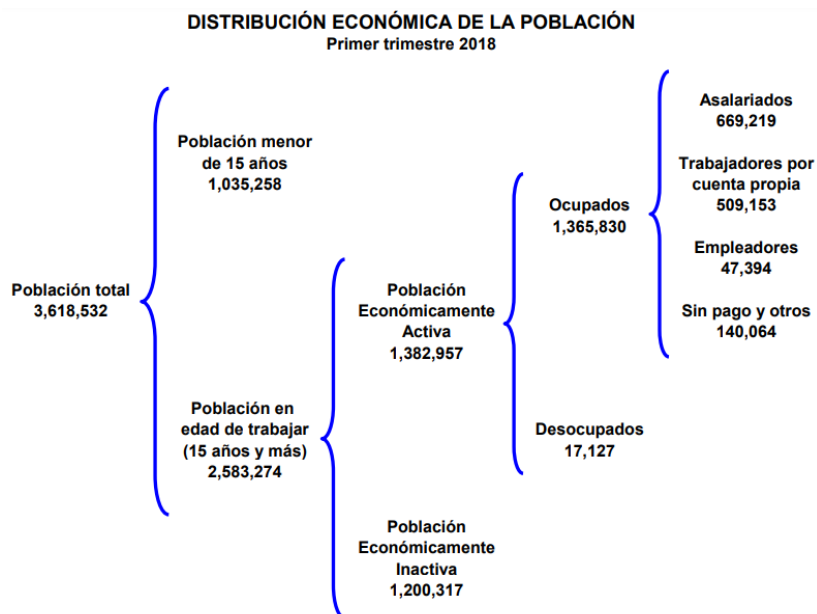 DISTRIBUCIÓN ECONÓMICA DE LA POBLACIÓN
Primer trimestre 2018
Población total
3,618,532
Población menor
de 15 años
1,035,258
Población en
edad de trabajar
(15 años y más)
2,583,274
Población
Económicamente
Activa
1,382,957
Población
Económicamente
Inactiva
1,200,317
Ocupados
1,365,830
Desocupados
17,127
Asalariados
669,219
Trabajadores por
cuenta propia
509,153
Empleadores
47,394
Sin pago y otros
140,064